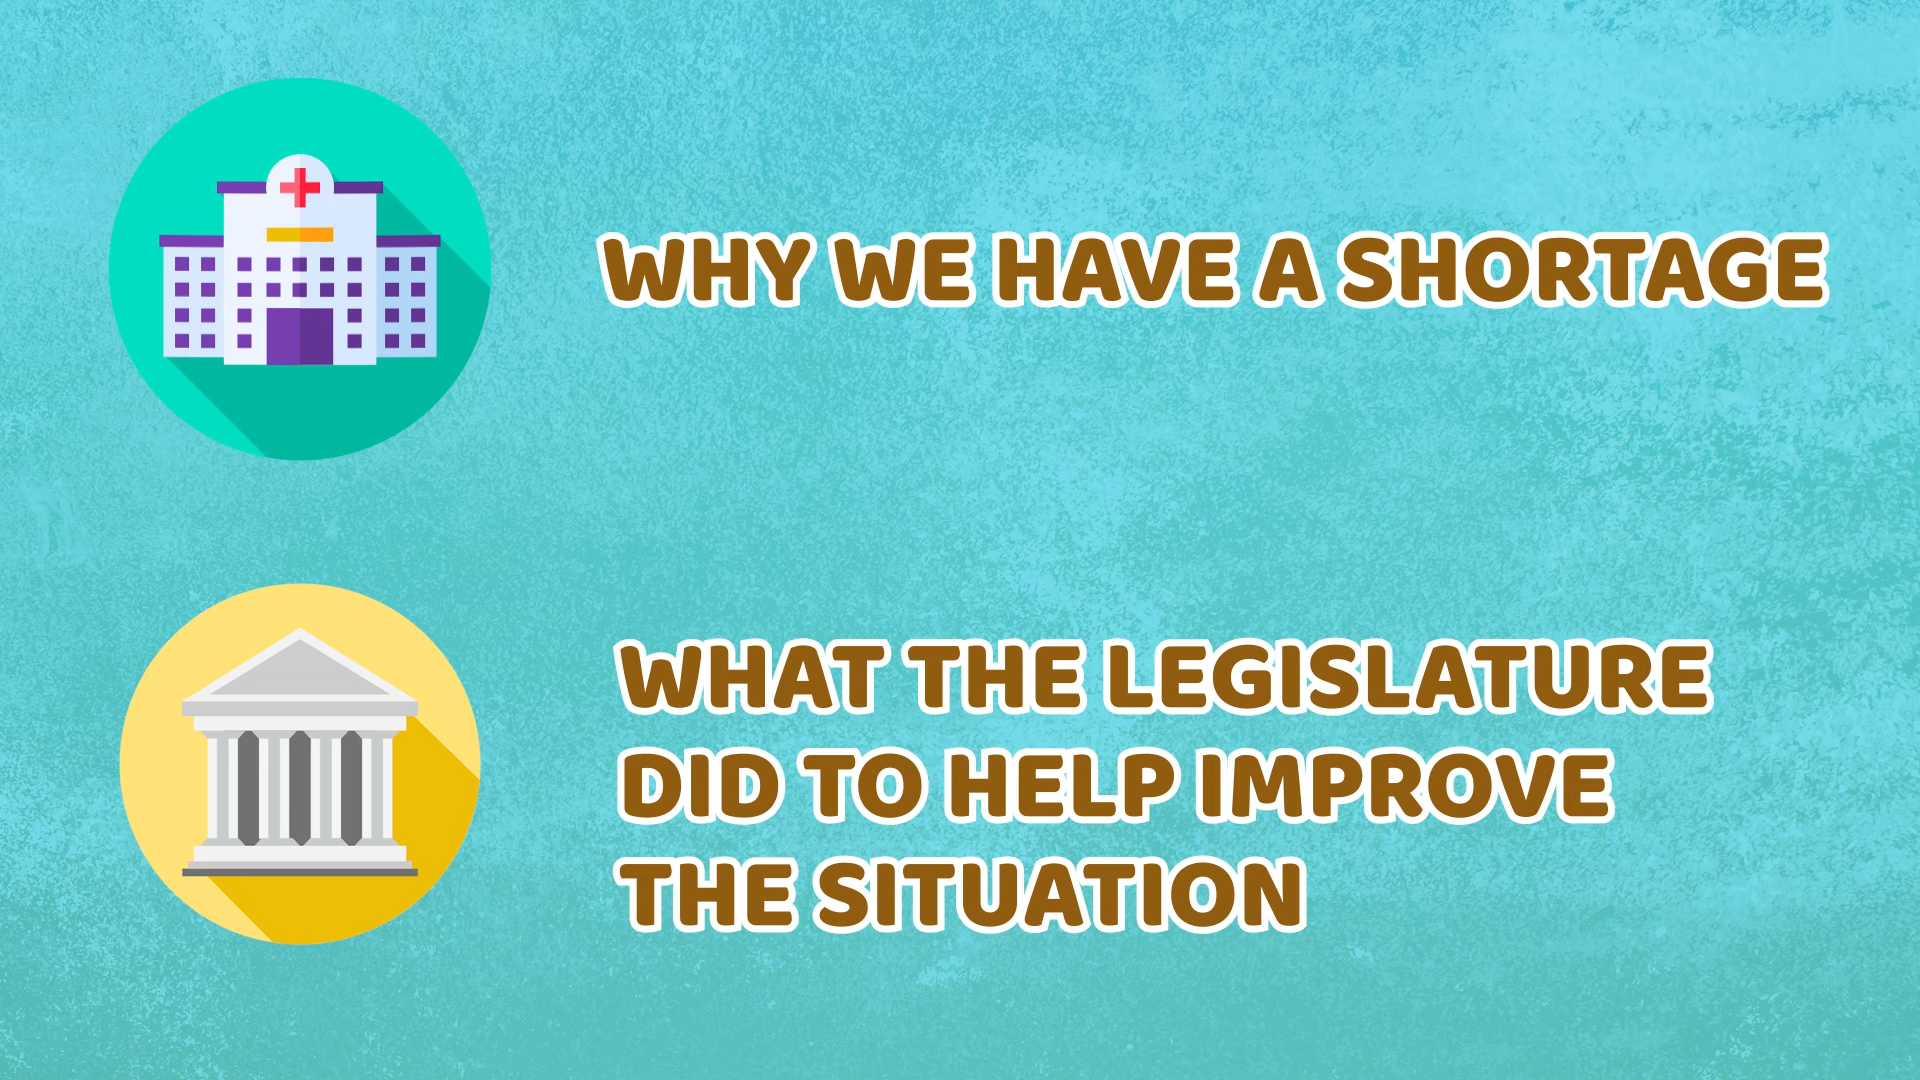 WHY WE HAVE A SHORTAGE
WHAT THE LEGISLATURE
DID TO HELP IMPROVE
THE SITUATION